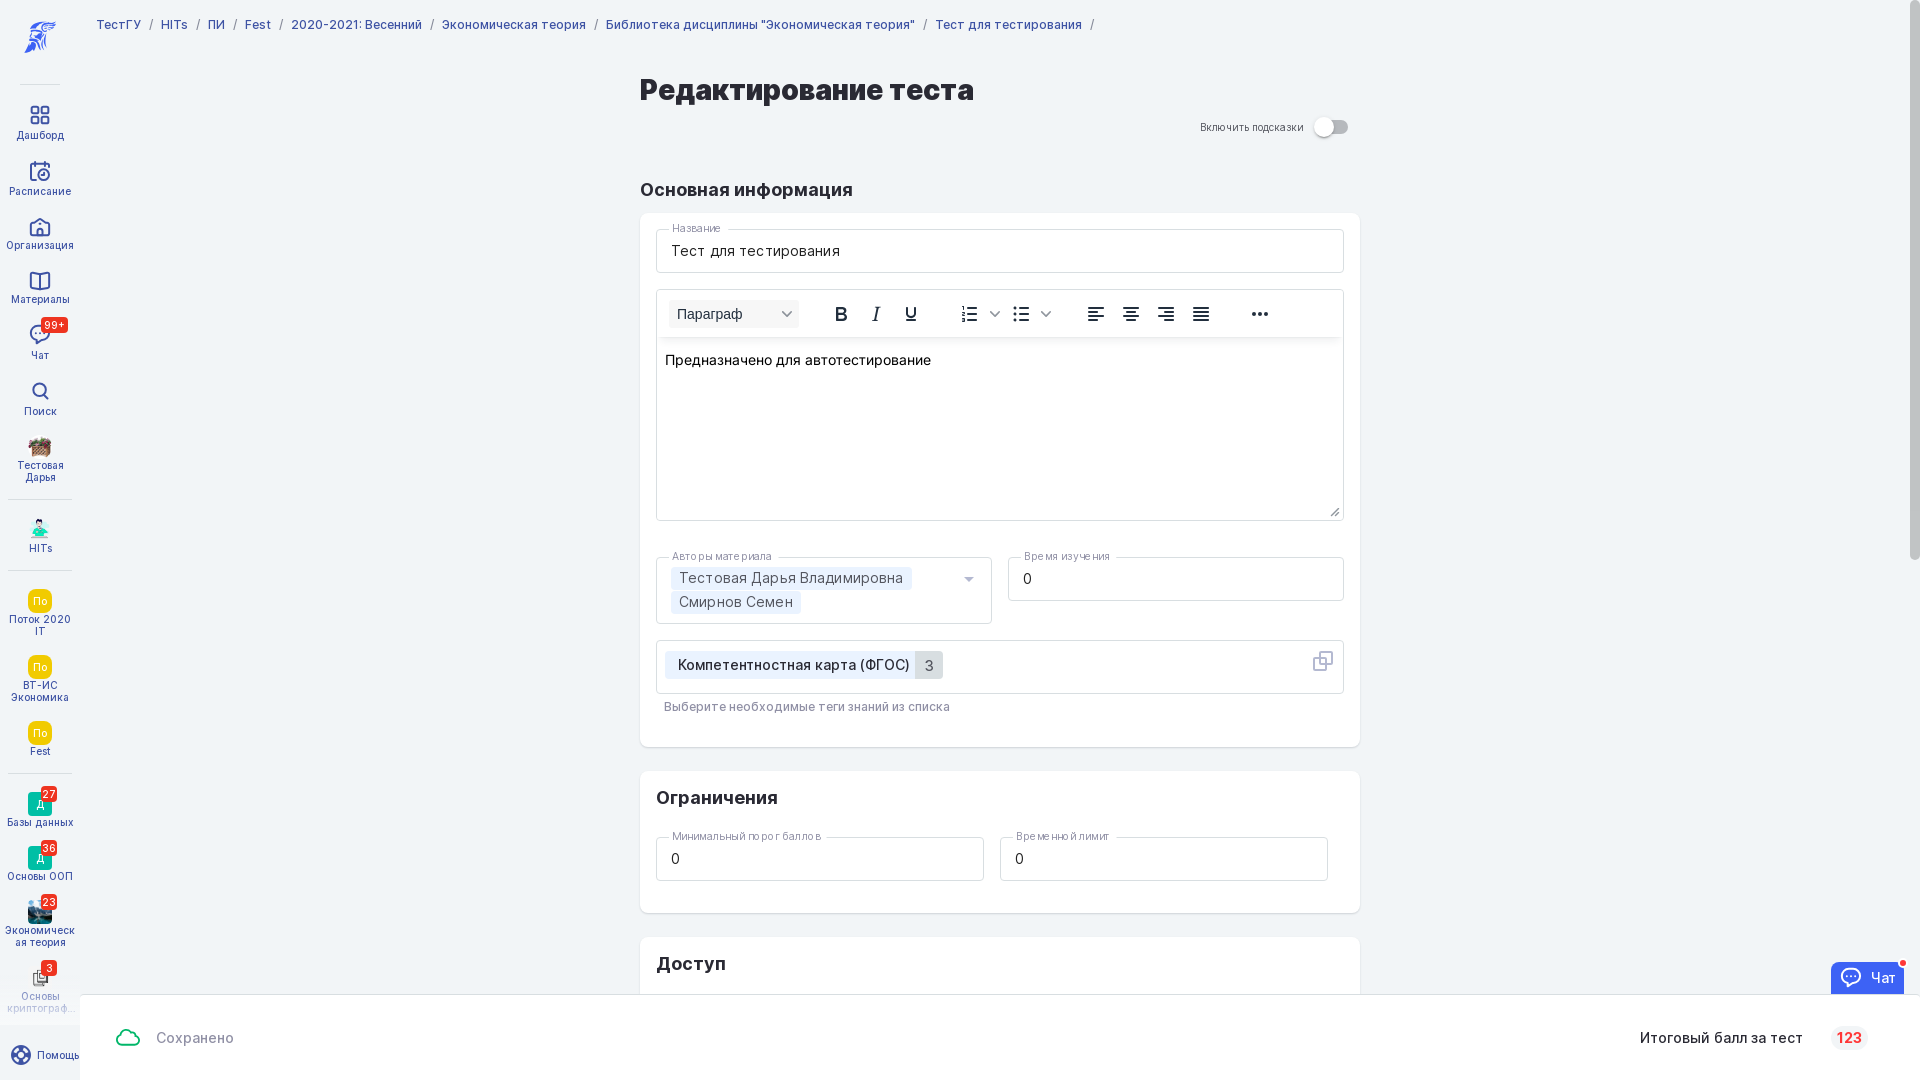 ТестГУ / HITs / ПИ / Fest / 2020-2021: Весенний / Экономическая теория / Библиотека дисциплины "Экономическая теория" / Тест для тестирования /
Дашборд
Расписание
Организация
Материалы
99+
Чат
Поиск
Тестовая
Дарья
HITs
По
Поток 2020
IT
По
ВТ-ИС
Экономика
По
Fest
27
Д
Базы данных
36
Д
Основы ООП
23
Экономическ
ая теория
3
Основы
криптограф...
Помощь
Редактирование теста
Включить подсказки
Основная информация
Название
Тест для тестирования
Параграф
Предназначено для автотестирование
Авторы материала
Тестовая Дарья Владимировна
Смирнов Семен
Время изучения
0
Компетентностная карта (ФГОС) 3
Выберите необходимые теги знаний из списка
Ограничения
Минимальный порог баллов
0
Временной лимит
0
Доступ
Чат
Сохранено
Итоговый балл за тест 123